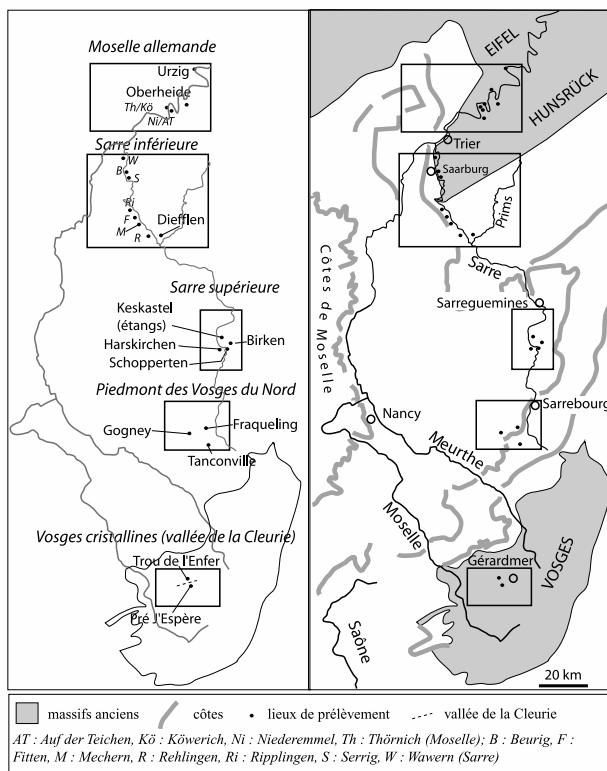 Moselle allemande
Urzig
Oberheide
Th/Kö
Ni/AT
Sarre inférieure
W
B
S
Ri
F
M
R
Diefflen
Sarre supérieure
Keskastel
(étangs)
Harskirchen
Birken
Schopperten
Piedmont des Vosges du Nord
Gogney
Fraqueling
Tanconville
Vosges cristallines (vallée de la Cleurie)
Trou de l'Enfer
Pré l'Espère
EIFEL
HUNSRÜCK
Trier
Saarburg
Prims
Sarre
Côtes de Moselle
Sarreguemines
Sarrebourg
Nancy
Meurthe
Moselle
Gérardmer
VOSGES
Saône
20 km
massifs anciens côtes lieux de prélèvement vallée de la Cleurie
AT : Auf der Teichen, Kö : Köwerich, Ni : Niederemmel, Th : Thörnich (Moselle); B : Beurig, F :
Fitten, M : Mechern, R : Rehlingen, Ri : Ripplingen, S : Serrig, W : Wawern (Sarre)